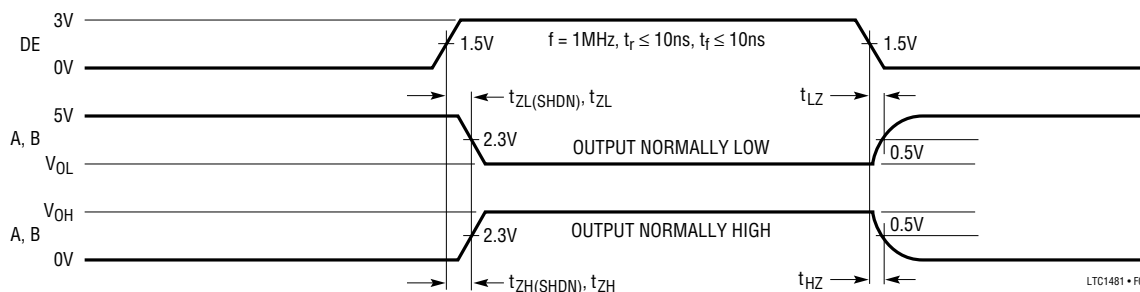 3V
DE
0V
1.5V
f = 1MHz, tr ≤ 10ns, tf ≤ 10ns
1.5V
tZL(SHDN), tZL
tLZ
5V
A, B
VOL
2.3V
OUTPUT NORMALLY LOW
0.5V
VOH
A, B
0V
2.3V
OUTPUT NORMALLY HIGH
0.5V
tZH(SHDN), tZH
tHZ
LTC1481 •